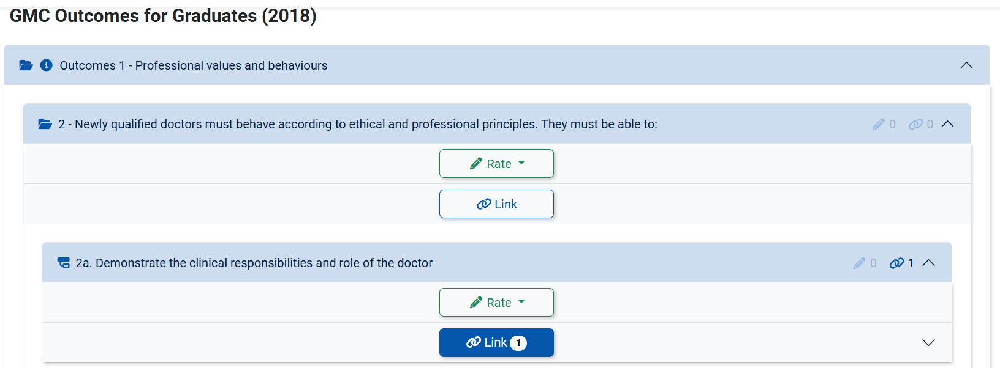 GMC Outcomes for Graduates (2018)
Outcomes 1 - Professional values and behaviours
2 - Newly qualified doctors must behave according to ethical and professional principles. They must be able to: 0 0
Rate
Link
2a. Demonstrate the clinical responsibilities and role of the doctor 0 1
Rate
Link 1